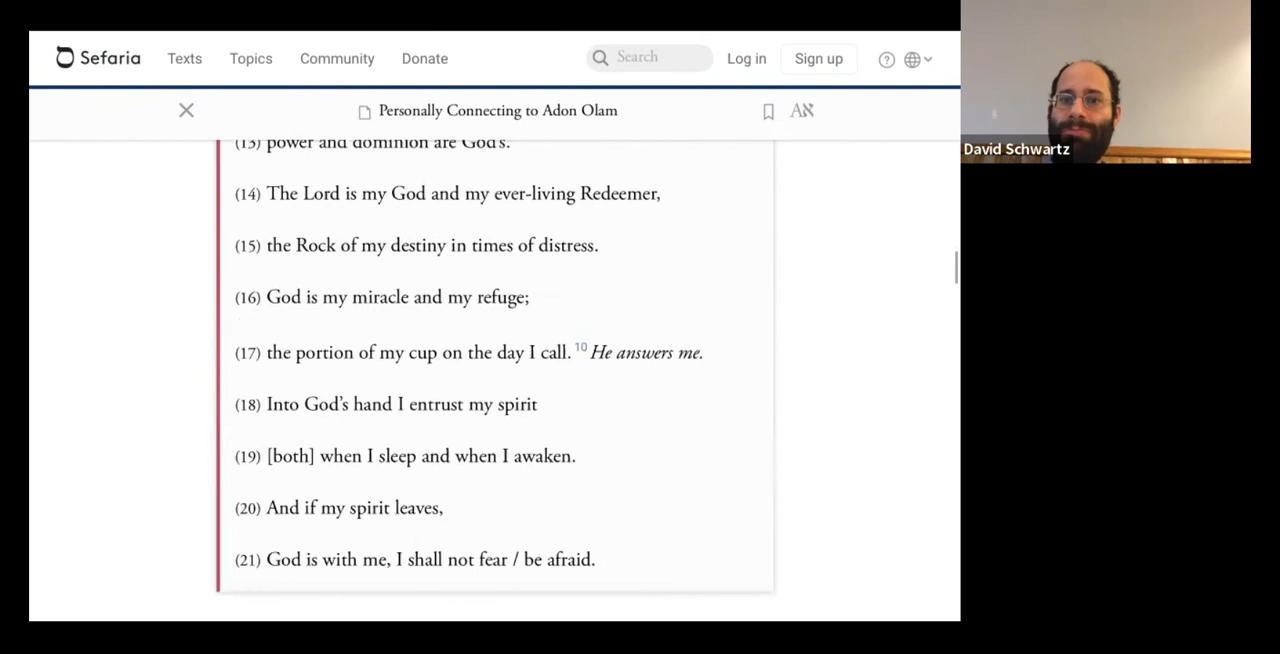 Sefaria Texts Topics Community Donate Search Log in Sign up
Personally Connecting to Adon Olam Aא
(13) power and dominion are God's.
(14) The Lord is my God and my ever-living Redeemer,
(15) the Rock of my destiny in times of distress.
(16) God is my miracle and my refuge;
(17) the portion of my cup on the day I call. 10 He answers me.
(18) Into God's hand I entrust my spirit
(19) [both] when I sleep and when I awaken.
(20) And if my spirit leaves,
(21) God is with me, I shall not fear / be afraid.
David Schwartz